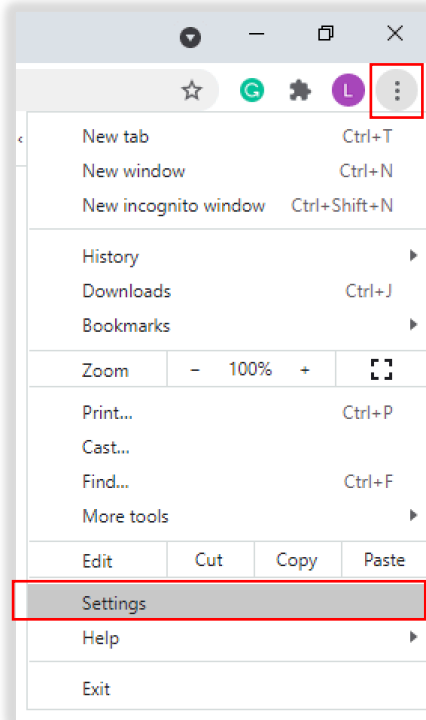 G L
New tab Ctrl+T
New window Ctrl+N
New incognito window Ctrl+Shift+N
History
Downloads Ctrl+J
Bookmarks
Zoom - 100% +
Print... Ctrl+P
Cast...
Find... Ctrl+F
More tools
Edit Cut Copy Paste
Settings
Help
Exit